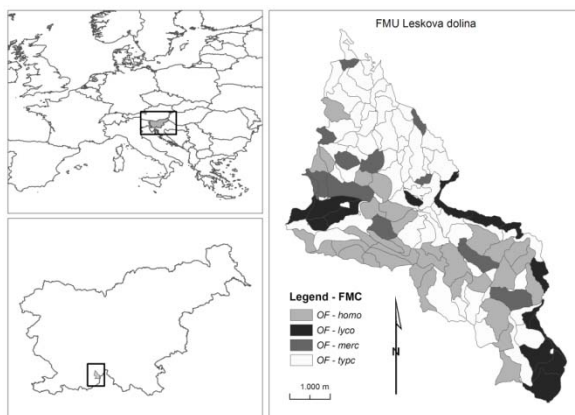 FMU Leskova dolina
Legend - FMC
OF - homo
OF - lyco
OF - merc
OF - typc
1.000 m
N